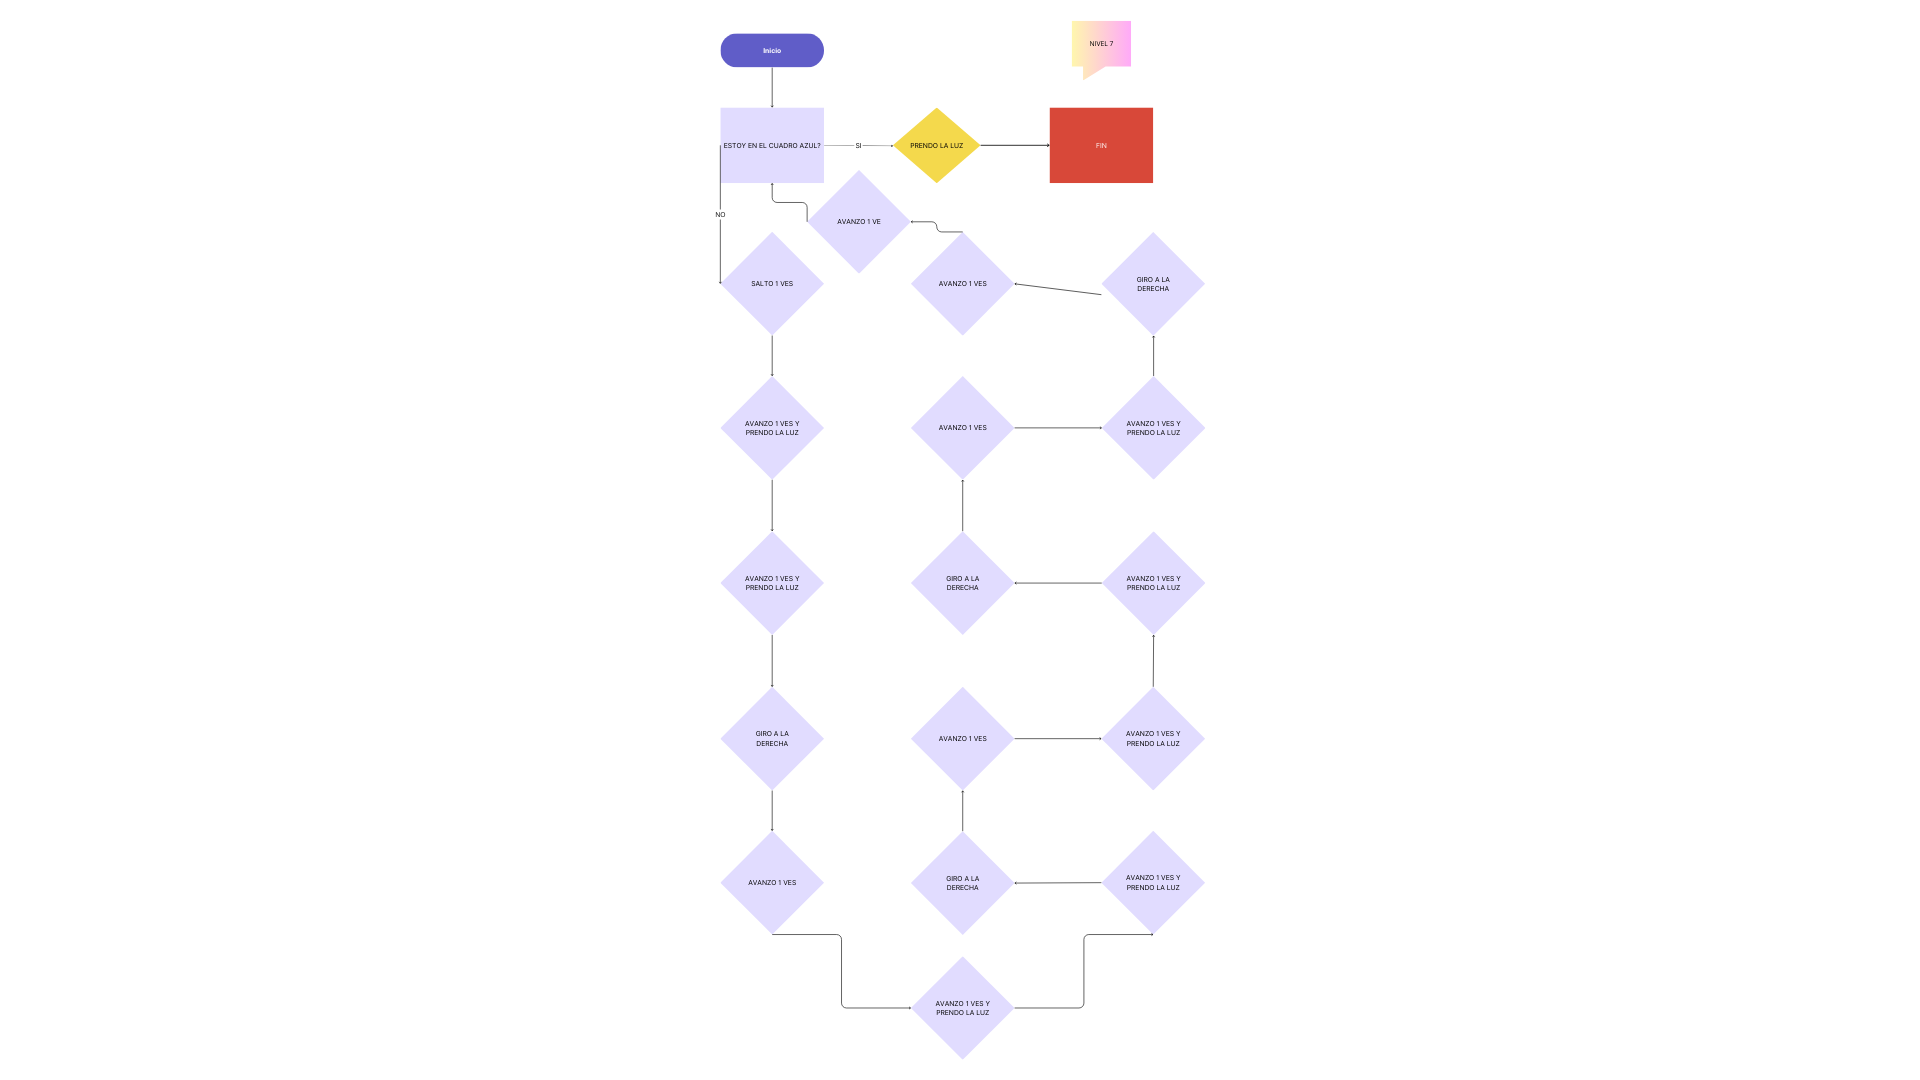 Inicio
NIVEL 7
ESTOY EN EL CUADRO AZUL?
SI
PRENDO LA LUZ
FIN
NO
AVANZO 1 VE
SALTO 1 VES
AVANZO 1 VES
GIRO A LA
DERECHA
AVANZO 1 VES Y
PRENDO LA LUZ
AVANZO 1 VES
AVANZO 1 VES Y
PRENDO LA LUZ
AVANZO 1 VES Y
PRENDO LA LUZ
GIRO A LA
DERECHA
AVANZO 1 VES Y
PRENDO LA LUZ
GIRO A LA
DERECHA
AVANZO 1 VES
AVANZO 1 VES Y
PRENDO LA LUZ
AVANZO 1 VES
GIRO A LA
DERECHA
AVANZO 1 VES Y
PRENDO LA LUZ
AVANZO 1 VES Y
PRENDO LA LUZ